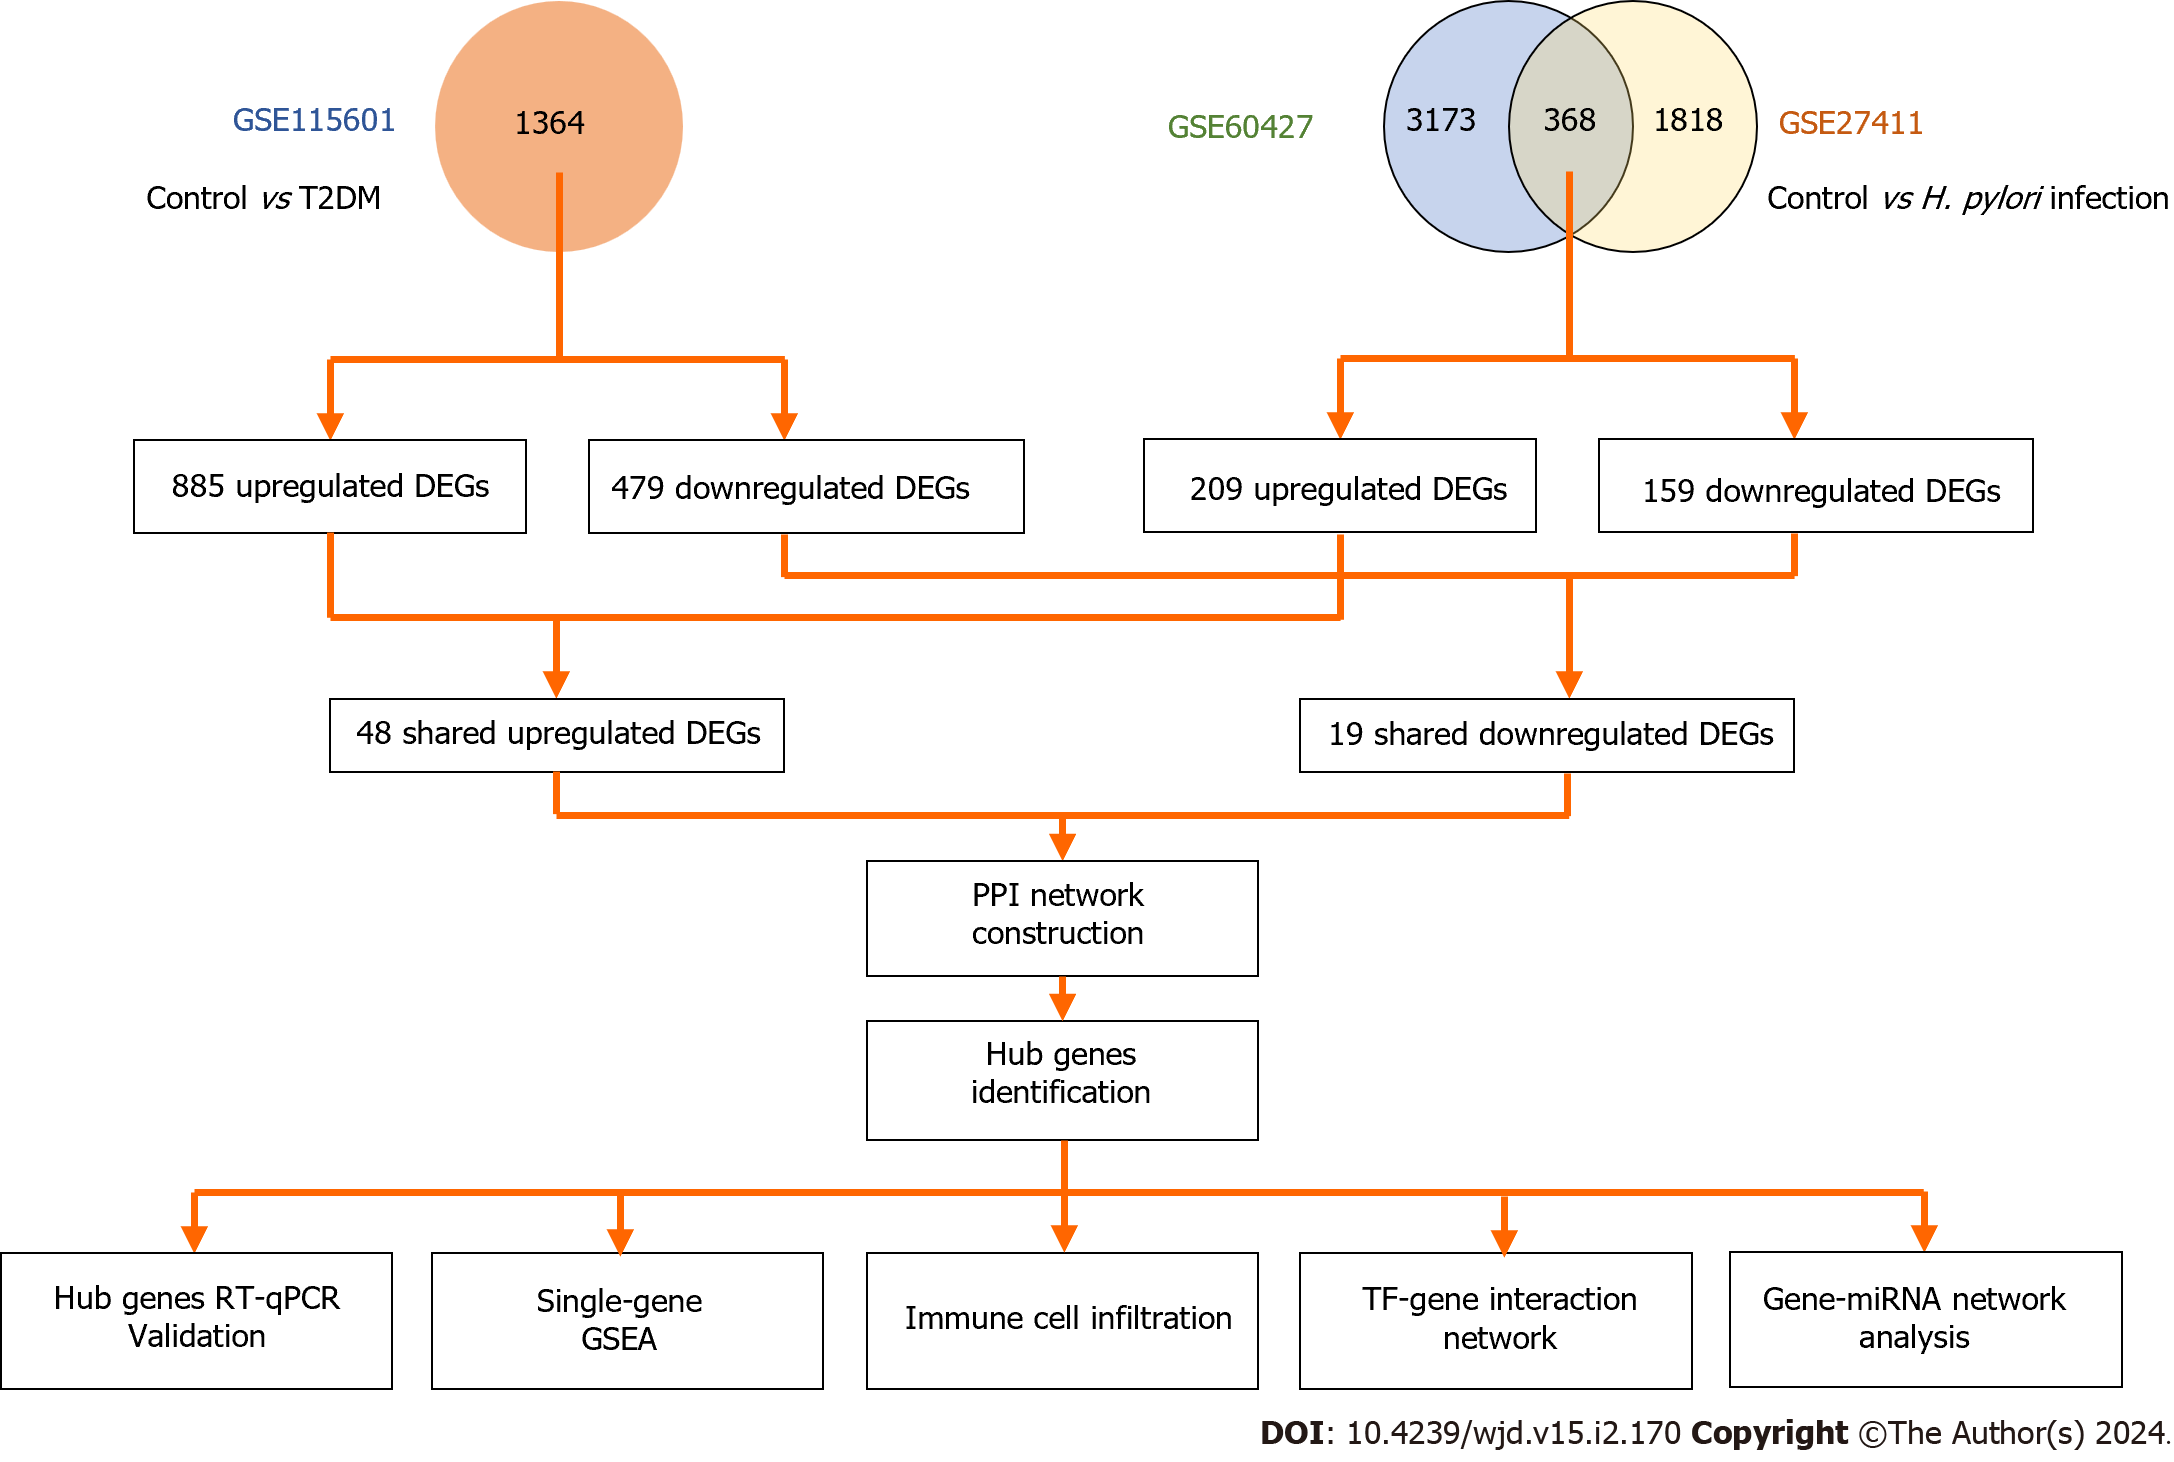 GSE115601
1364
Control vs T2DM
GSE60427
3173
368
1818
GSE27411
Control vs H. pylori infection
885 upregulated DEGs
479 downregulated DEGs
209 upregulated DEGs
159 downregulated DEGs
48 shared upregulated DEGs
19 shared downregulated DEGs
PPI network
construction
Hub genes
identification
Hub genes RT-qPCR
Validation
Single-gene
GSEA
Immune cell infiltration
TF-gene interaction
network
Gene-miRNA network
analysis
DOI: 10.4239/wjd.v15.i2.170 Copyright ©The Author(s) 2024.